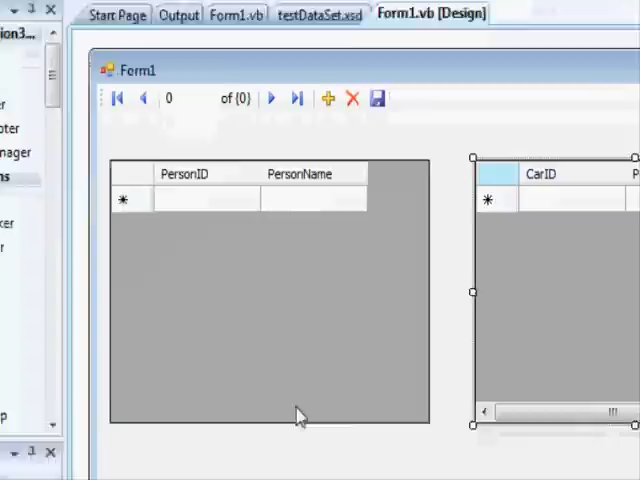 Start Page Output Form1.vb testDataSet.xsd Form1.vb [Design]
ion3...
Form1
0 of {0}
er
oter
nager
ns
PersonID PersonName CarID P
ker
r
p